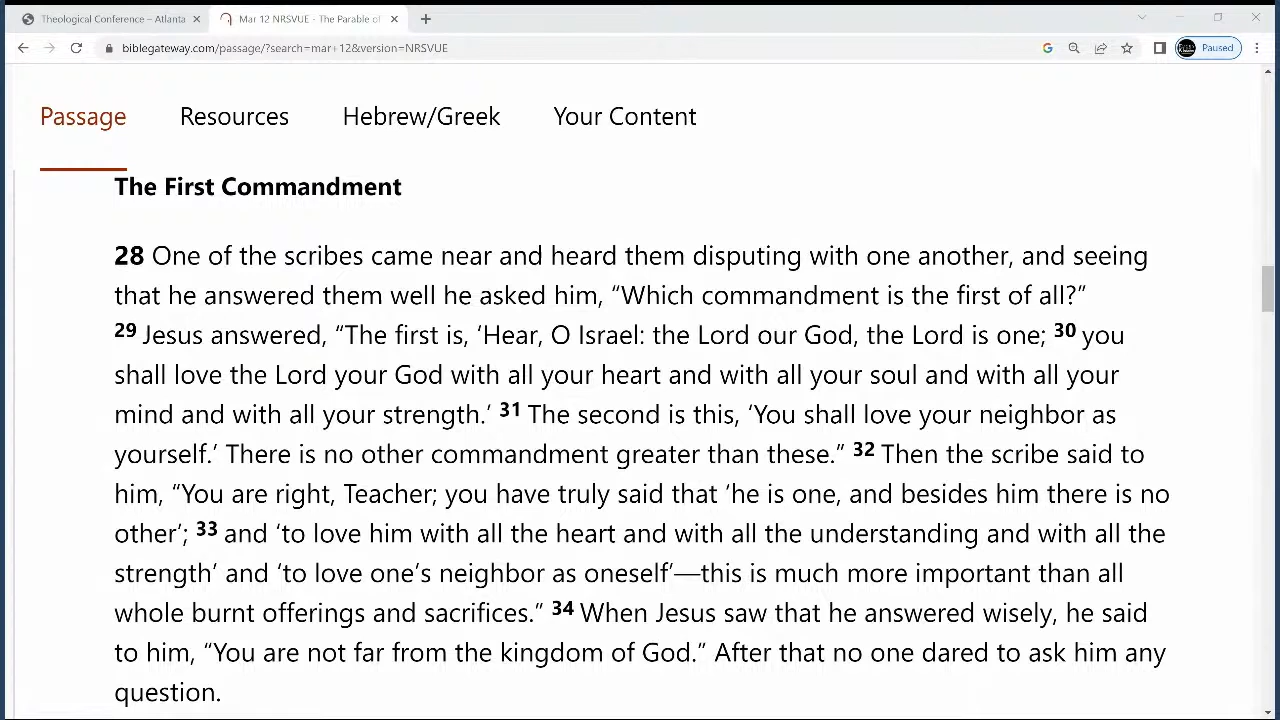 Theological Conference – Atlanta
Mar 12 NRSVUE - The Parable of
biblegateway.com/passage/?search=mar+12&version=NRSVUE
Paused
Passage Resources Hebrew/Greek Your Content
The First Commandment
28 One of the scribes came near and heard them disputing with one another, and seeing
that he answered them well he asked him, “Which commandment is the first of all?”
29 Jesus answered, “The first is, ‘Hear, O Israel: the Lord our God, the Lord is one; 30 you
shall love the Lord your God with all your heart and with all your soul and with all your
mind and with all your strength.’ 31 The second is this, ‘You shall love your neighbor as
yourself.’ There is no other commandment greater than these.” 32 Then the scribe said to
him, “You are right, Teacher; you have truly said that ‘he is one, and besides him there is no
other’; 33 and ‘to love him with all the heart and with all the understanding and with all the
strength’ and ‘to love one’s neighbor as oneself’—this is much more important than all
whole burnt offerings and sacrifices.” 34 When Jesus saw that he answered wisely, he said
to him, “You are not far from the kingdom of God.” After that no one dared to ask him any
question.